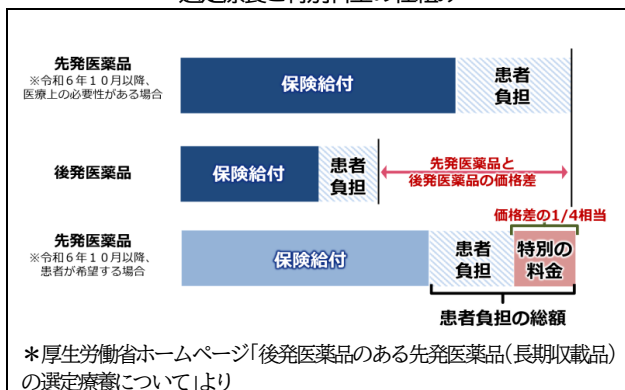 先発医薬品
※令和６年１０月以降、
医療上の必要性がある場合
保険給付
患者
負担
後発医薬品
保険給付
患者
負担
先発医薬品と
後発医薬品の価格差
価格差の1/4相当
先発医薬品
※令和６年１０月以降、
患者が希望する場合
保険給付
患者
負担
特別の
料金
患者負担の総額
＊厚生労働省ホームページ「後発医薬品のある先発医薬品（長期収載品）
の選定療養について」より